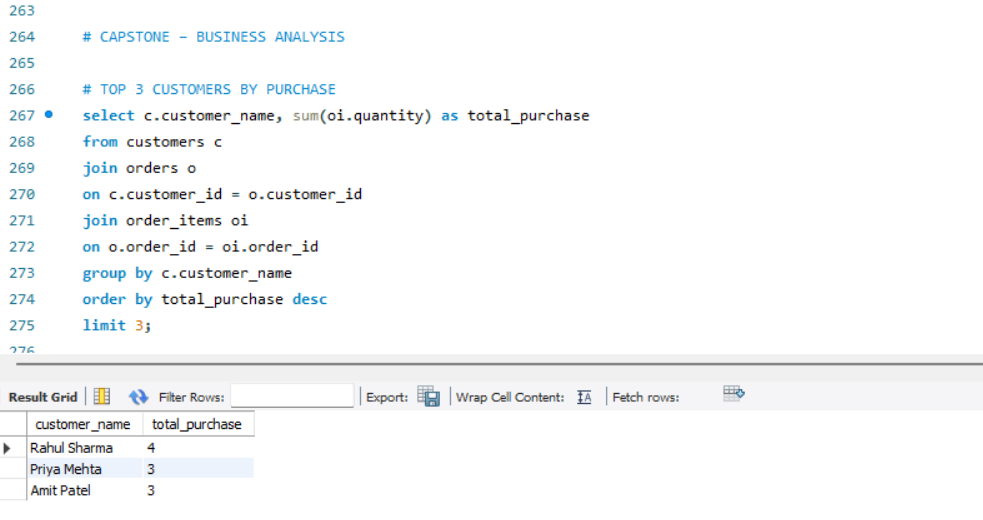 263
264 # CAPSTONE – BUSINESS ANALYSIS
265
266 # TOP 3 CUSTOMERS BY PURCHASE
267 select c.customer_name, sum(oi.quantity) as total_purchase
268 from customers c
269 join orders o
270 on c.customer_id = o.customer_id
271 join order_items oi
272 on o.order_id = oi.order_id
273 group by c.customer_name
274 order by total_purchase desc
275 limit 3;
276
Result Grid Filter Rows: Export: Wrap Cell Content: IA Fetch rows:
customer_name total_purchase
Rahul Sharma 4
Priya Mehta 3
Amit Patel 3